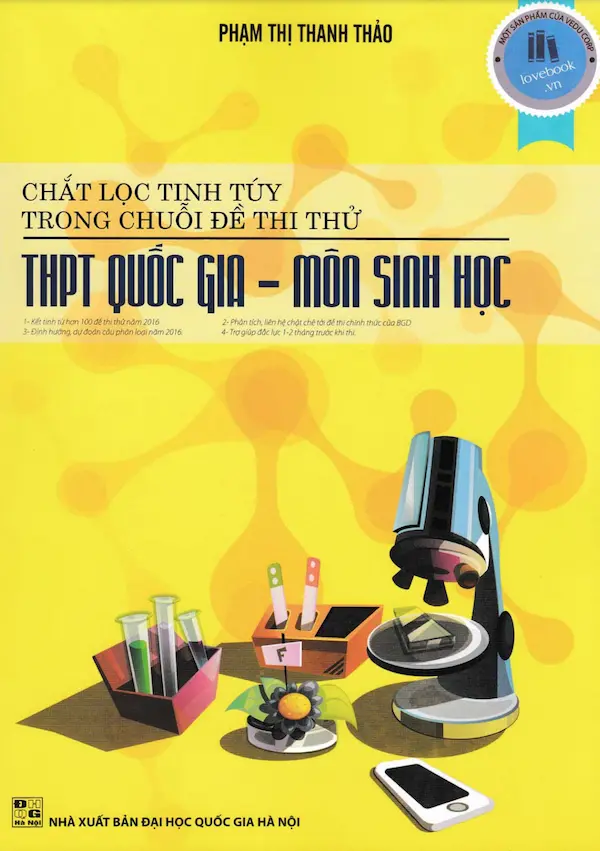 PHẠM THỊ THANH THẢO
MỘT SẢN PHẨM CỦA VEDU CORP
lovebook
.vn
CHẮT LỌC TINH TÚY
TRONG CHUỖI ĐỀ THI THỬ
THPT QUỐC GIA – MÔN SINH HỌC
1- Kết tinh từ hơn 100 đề thi thử năm 2016
2- Phân tích, liên hệ chặt chẽ tới đề thi chính thức của BGD
3- Định hướng, dự đoán câu phân loại năm 2016.
4- Trợ giúp đắc lực 1-2 tháng trước khi thi.
F
ĐH
QG
Hà Nội
NHÀ XUẤT BẢN ĐẠI HỌC QUỐC GIA HÀ NỘI